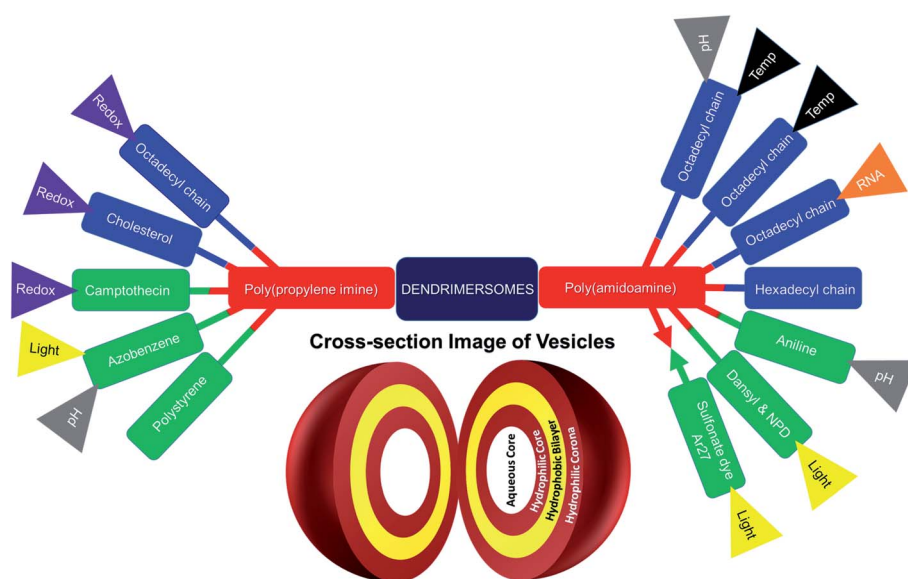 Redox
Octadecyl chain
Redox
Cholesterol
Redox
Camptothecin
Light
Azobenzene
pH
Polystyrene
Poly(propylene imine)
DENDRIMERSOMES
Poly(amidoamine)
pH
Octadecyl chain
Temp
Octadecyl chain
Temp
Octadecyl chain
RNA
Hexadecyl chain
Aniline
pH
Dansyl & NPD
Light
Sulfonate dye
Ar27
Light
Cross-section Image of Vesicles
Aqueous Core
Hydrophilic Core
Hydrophobic Bilayer
Hydrophilic Corona